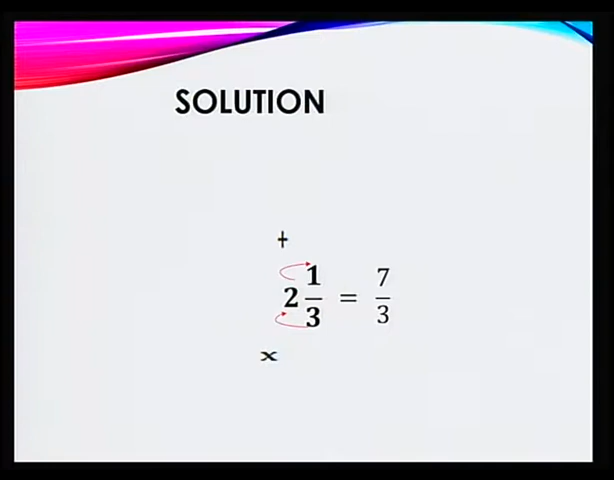 SOLUTION
+
2 1/3 = 7/3
×